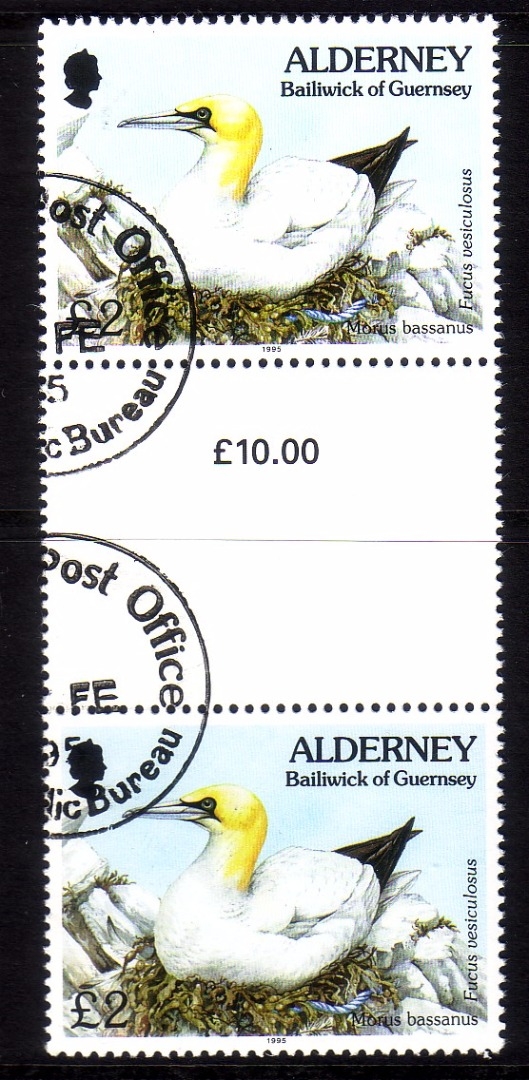 ALDERNEY
Bailiwick of Guernsey
Fucus vesiculosus
Post Office
£2
FE
Morus bassanus
1995
5
ic Bureau
£10.00
Post Office
FE
95
lic Bureau
ALDERNEY
Bailiwick of Guernsey
Fucus vesiculosus
£2
Morus bassanus
1995